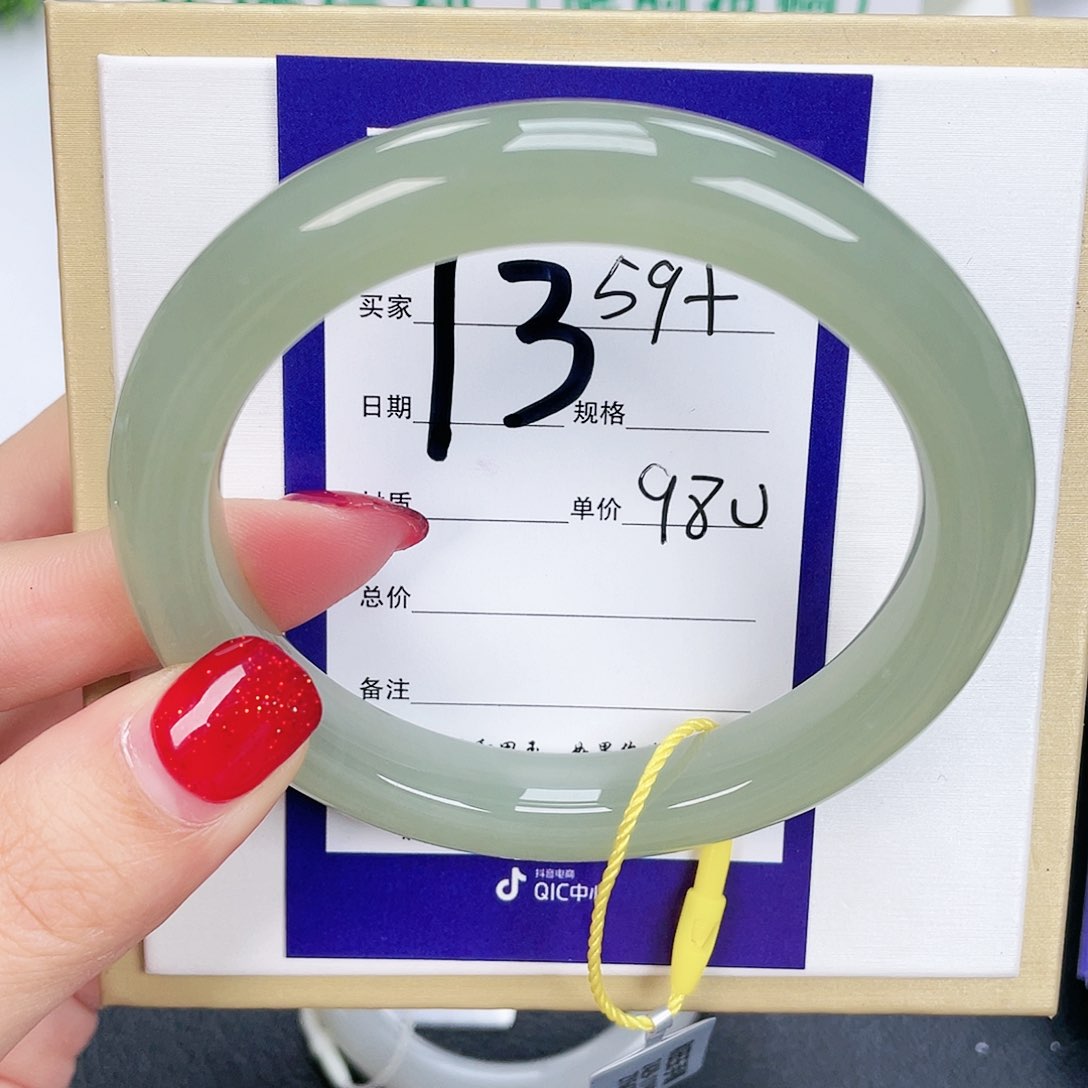 买家 13 59+
日期 规格
质 单价 980
总价
备注
抖音电商
QIC中心